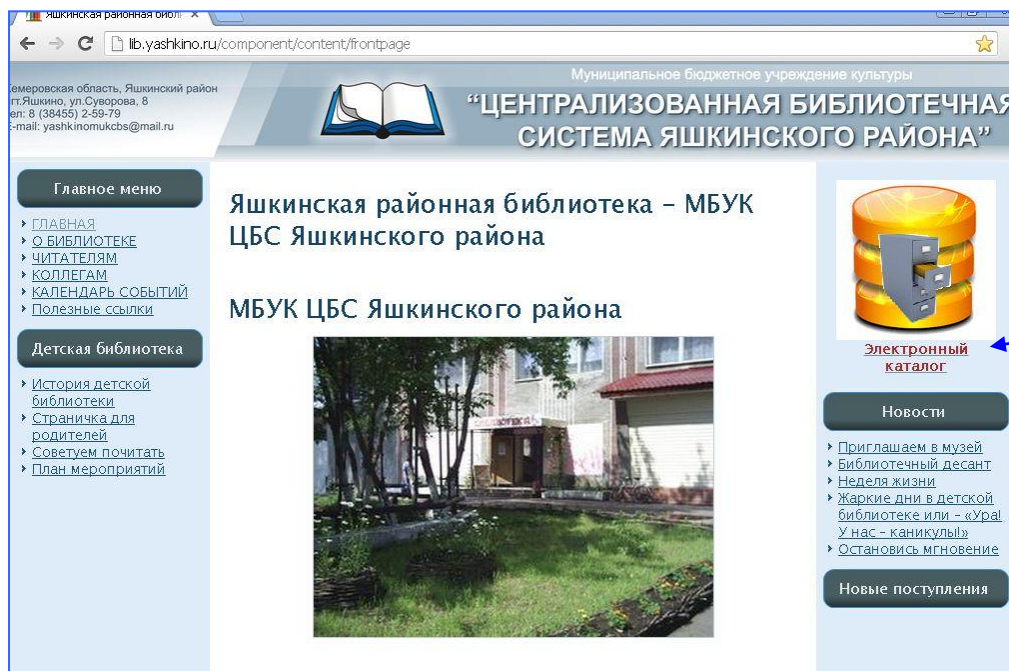 Яшкинская районная библ
lib.yashkino.ru/component/content/frontpage
Кемеровская область, Яшкинский район
пгт.Яшкино, ул.Суворова, 8
тел: 8 (38455) 2-59-79
E-mail: yashkinomukcbs@mail.ru
Муниципальное бюджетное учреждение культуры
“ЦЕНТРАЛИЗОВАННАЯ БИБЛИОТЕЧНАЯ
СИСТЕМА ЯШКИНСКОГО РАЙОНА”
Главное меню
ГЛАВНАЯ
О БИБЛИОТЕКЕ
ЧИТАТЕЛЯМ
КОЛЛЕГАМ
КАЛЕНДАРЬ СОБЫТИЙ
Полезные ссылки
Детская библиотека
История детской
библиотеки
Страничка для
родителей
Советуем почитать
План мероприятий
Яшкинская районная библиотека – МБУК
ЦБС Яшкинского района
МБУК ЦБС Яшкинского района
БИБЛИОТЕКА
Электронный
каталог
Новости
Приглашаем в музей
Библиотечный десант
Неделя жизни
Жаркие дни в детской
библиотеке или – «Ура!
У нас – каникулы!»
Остановись мгновение
Новые поступления